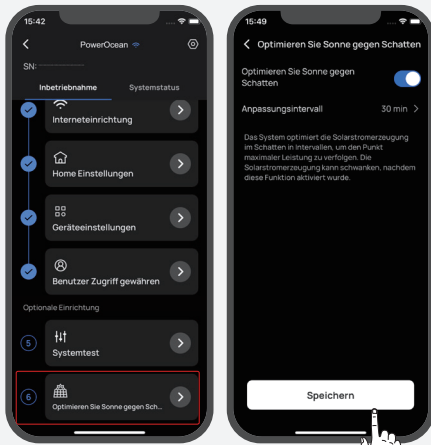 15:42
PowerOcean
SN:
Inbetriebnahme Systemstatus
Interneteinrichtung
Home Einstellungen
Geräteeinstellungen
Benutzer Zugriff gewähren
Optionale Einrichtung
5
Systemtest
6
Optimieren Sie Sonne gegen Sch...
15:49
Optimieren Sie Sonne gegen Schatten
Optimieren Sie Sonne gegen
Schatten
Anpassungsintervall 30 min
Das System optimiert die Solarstromerzeugung
im Schatten in Intervallen, um den Punkt
maximaler Leistung zu verfolgen. Die
Solarstromerzeugung kann schwanken, nachdem
diese Funktion aktiviert wurde.
Speichern